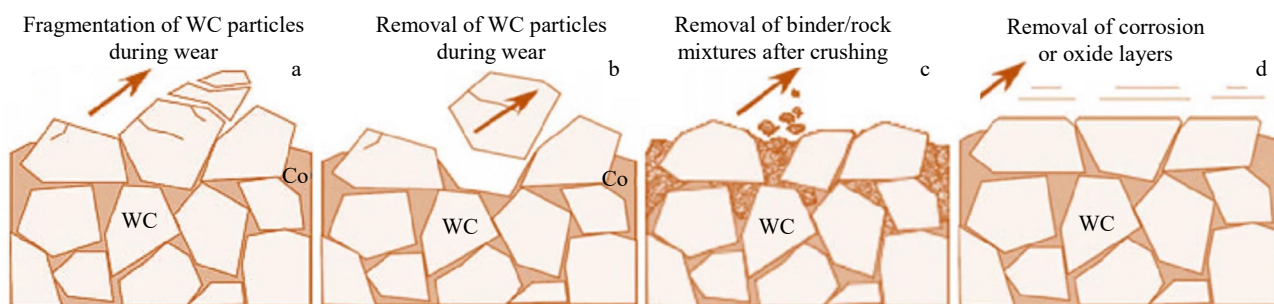 Fragmentation of WC particles
during wear
a
Co
WC
Removal of WC particles
during wear
b
Co
WC
Removal of binder/rock
mixtures after crushing
c
WC
Removal of corrosion
or oxide layers
d
WC